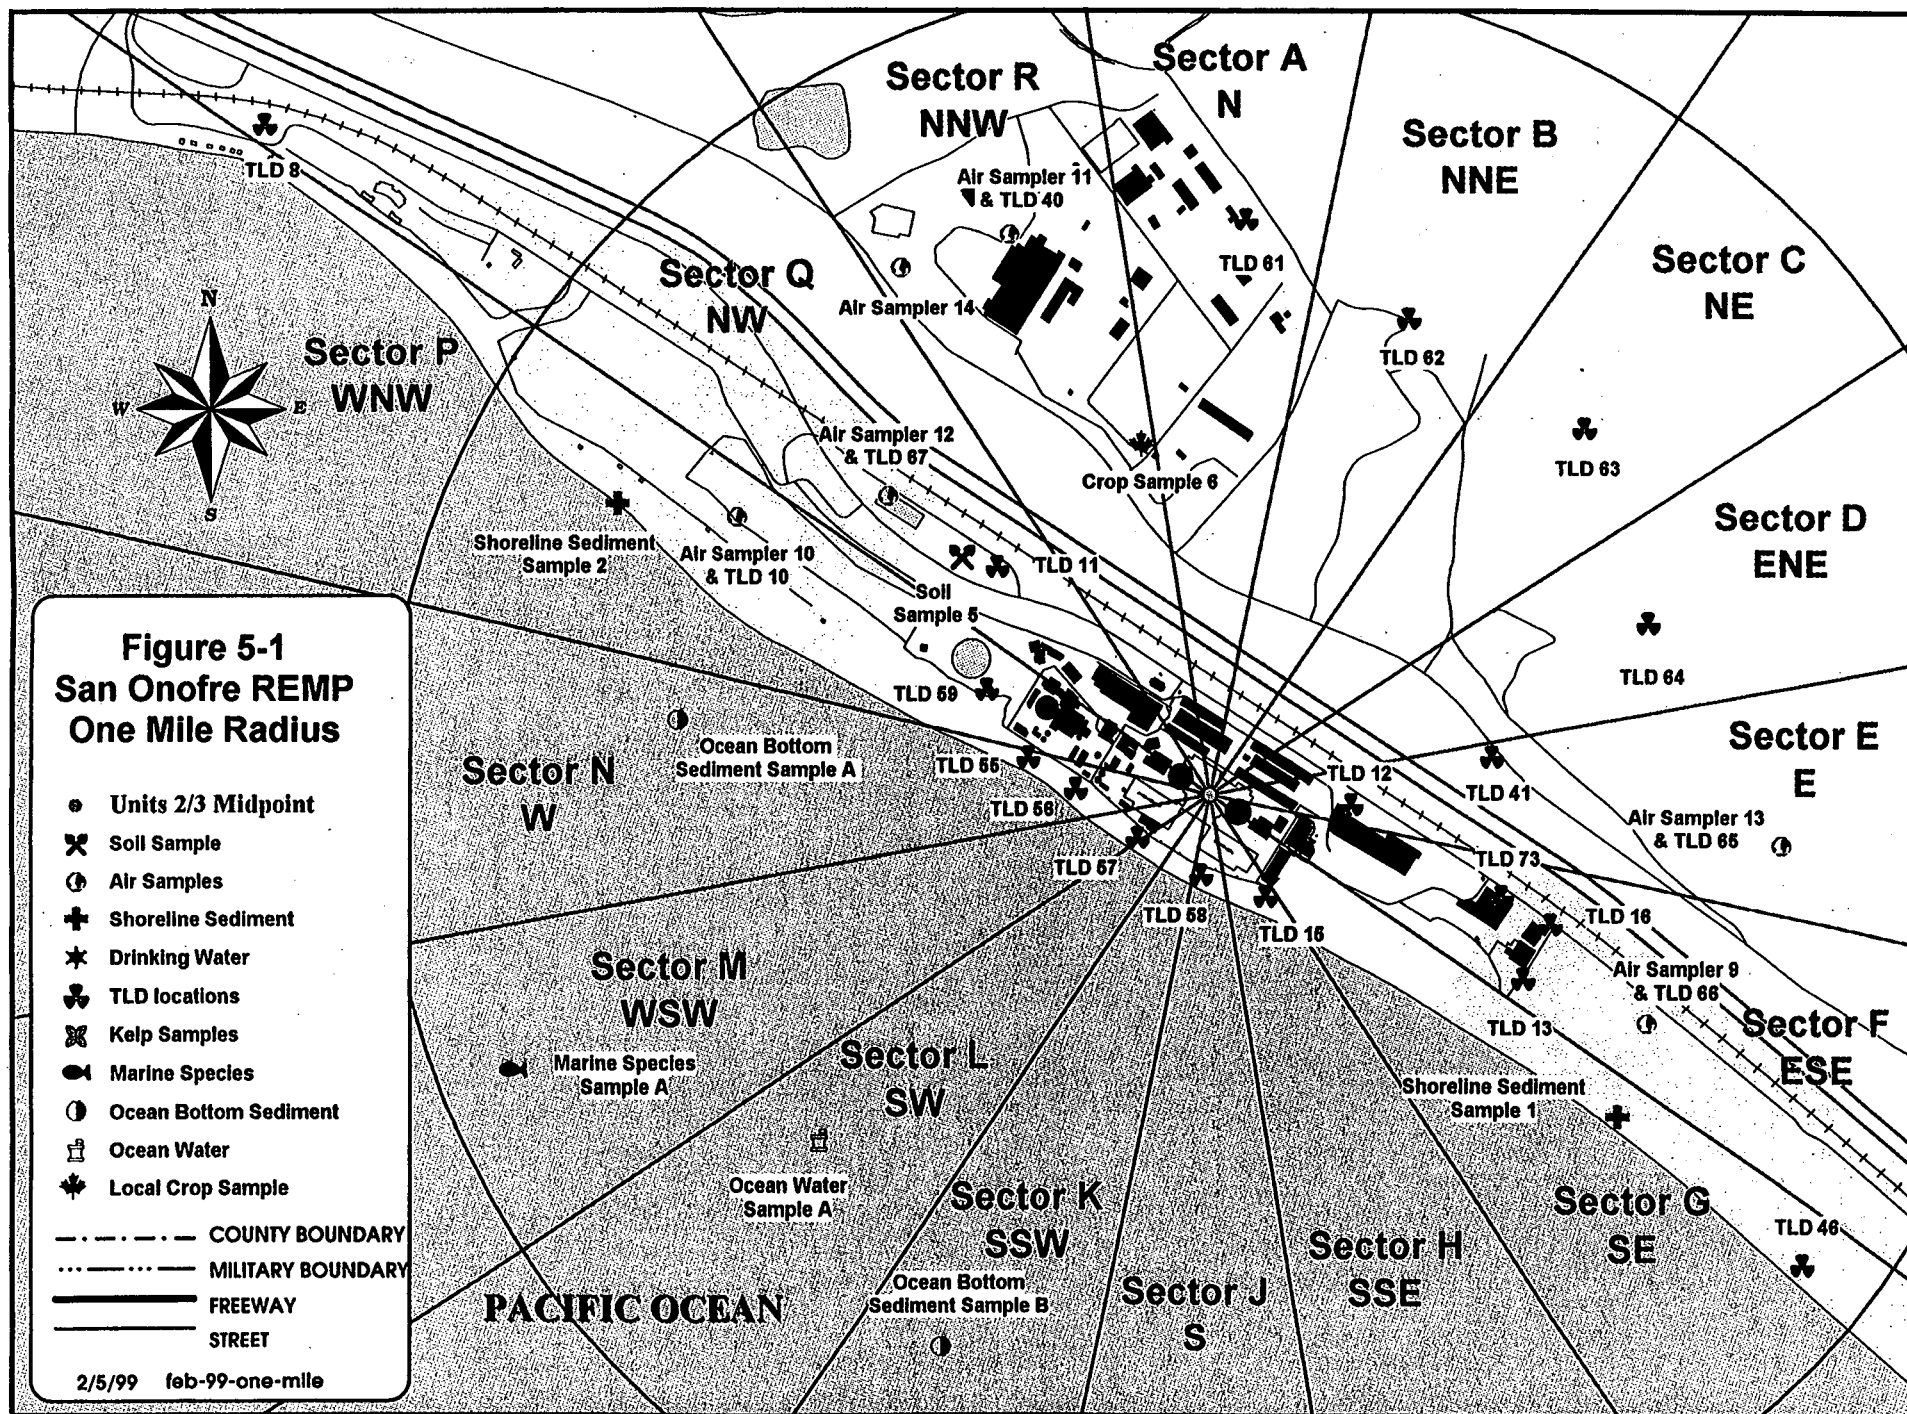 Sector R
NNW
Sector A
N
Sector B
NNE
Sector C
NE
Sector D
ENE
Sector E
E
Sector F
ESE
Sector G
SE
Sector H
SSE
Sector J
S
Sector K
SSW
Sector L
SW
Sector M
WSW
Sector N
W
Sector P
WNW
Sector Q
NW
TLD 8
Air Sampler 11
& TLD 40
Air Sampler 14
TLD 61
TLD 62
TLD 63
TLD 64
Crop Sample 6
Air Sampler 12
& TLD 67
Shoreline Sediment
Sample 2
Air Sampler 10
& TLD 10
TLD 11
Soil
Sample 5
TLD 59
Ocean Bottom
Sediment Sample A
TLD 55
TLD 56
TLD 57
TLD 58
TLD 15
TLD 12
TLD 41
TLD 73
Air Sampler 13
& TLD 65
TLD 16
Air Sampler 9
& TLD 66
TLD 13
Shoreline Sediment
Sample 1
TLD 46
Marine Species
Sample A
Ocean Water
Sample A
Ocean Bottom
Sediment Sample B
PACIFIC OCEAN
N
W
E
S
Figure 5-1
San Onofre REMP
One Mile Radius
Units 2/3 Midpoint
Soil Sample
Air Samples
Shoreline Sediment
Drinking Water
TLD locations
Kelp Samples
Marine Species
Ocean Bottom Sediment
Ocean Water
Local Crop Sample
COUNTY BOUNDARY
MILITARY BOUNDARY
FREEWAY
STREET
2/5/99 feb-99-one-mile